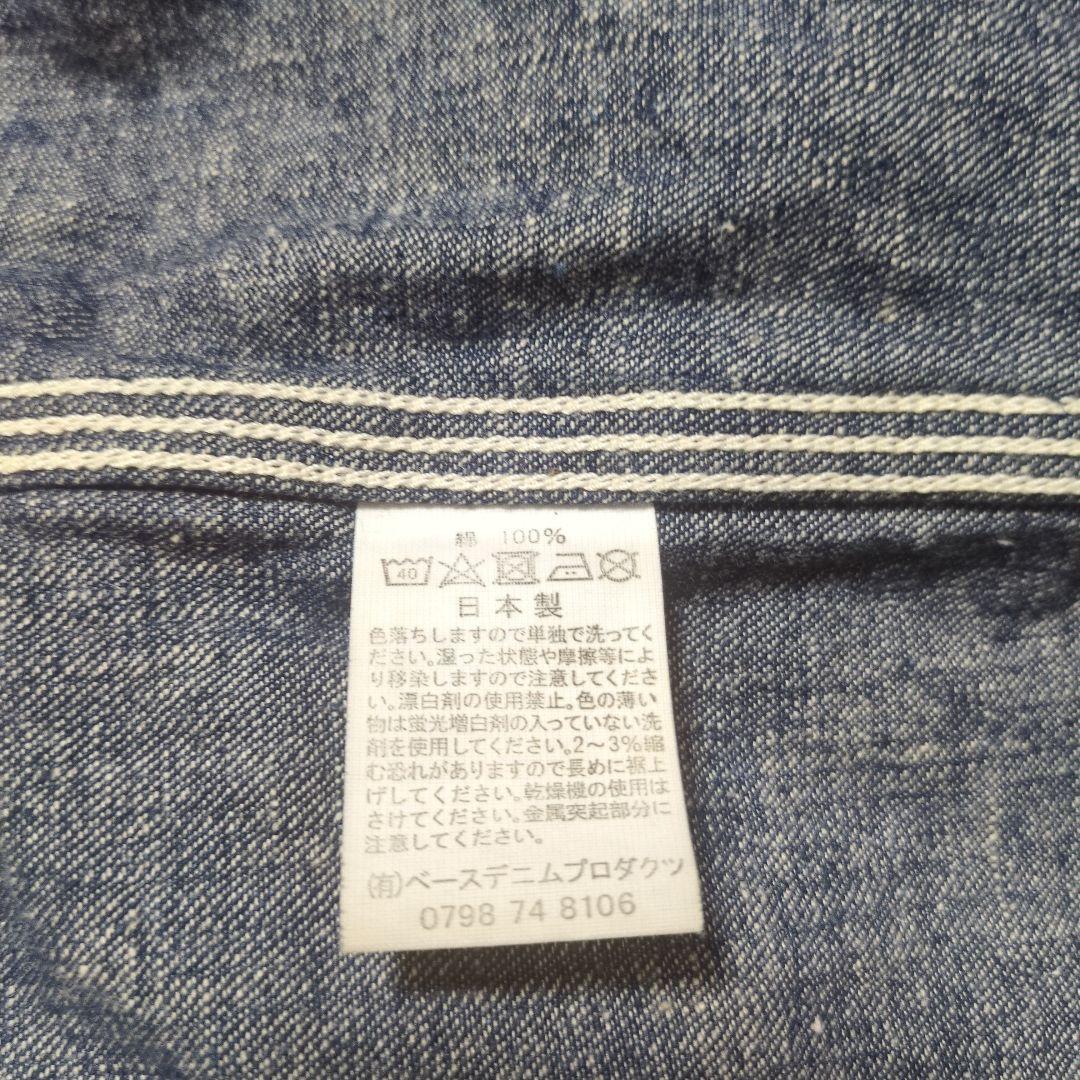 綿 100%
40
日本製
色落ちしますので単独で洗ってく
ださい。湿った状態や摩擦等によ
り移染しますので注意してくださ
い。漂白剤の使用禁止。色の薄い
物は蛍光増白剤の入っていない洗
剤を使用してください。2〜3%縮
む恐れがありますので長めに裾上
げしてください。乾燥機の使用は
さけてください。金属突起部分に
注意してください。
(有)ベースデニムプロダクツ
0798 74 8106